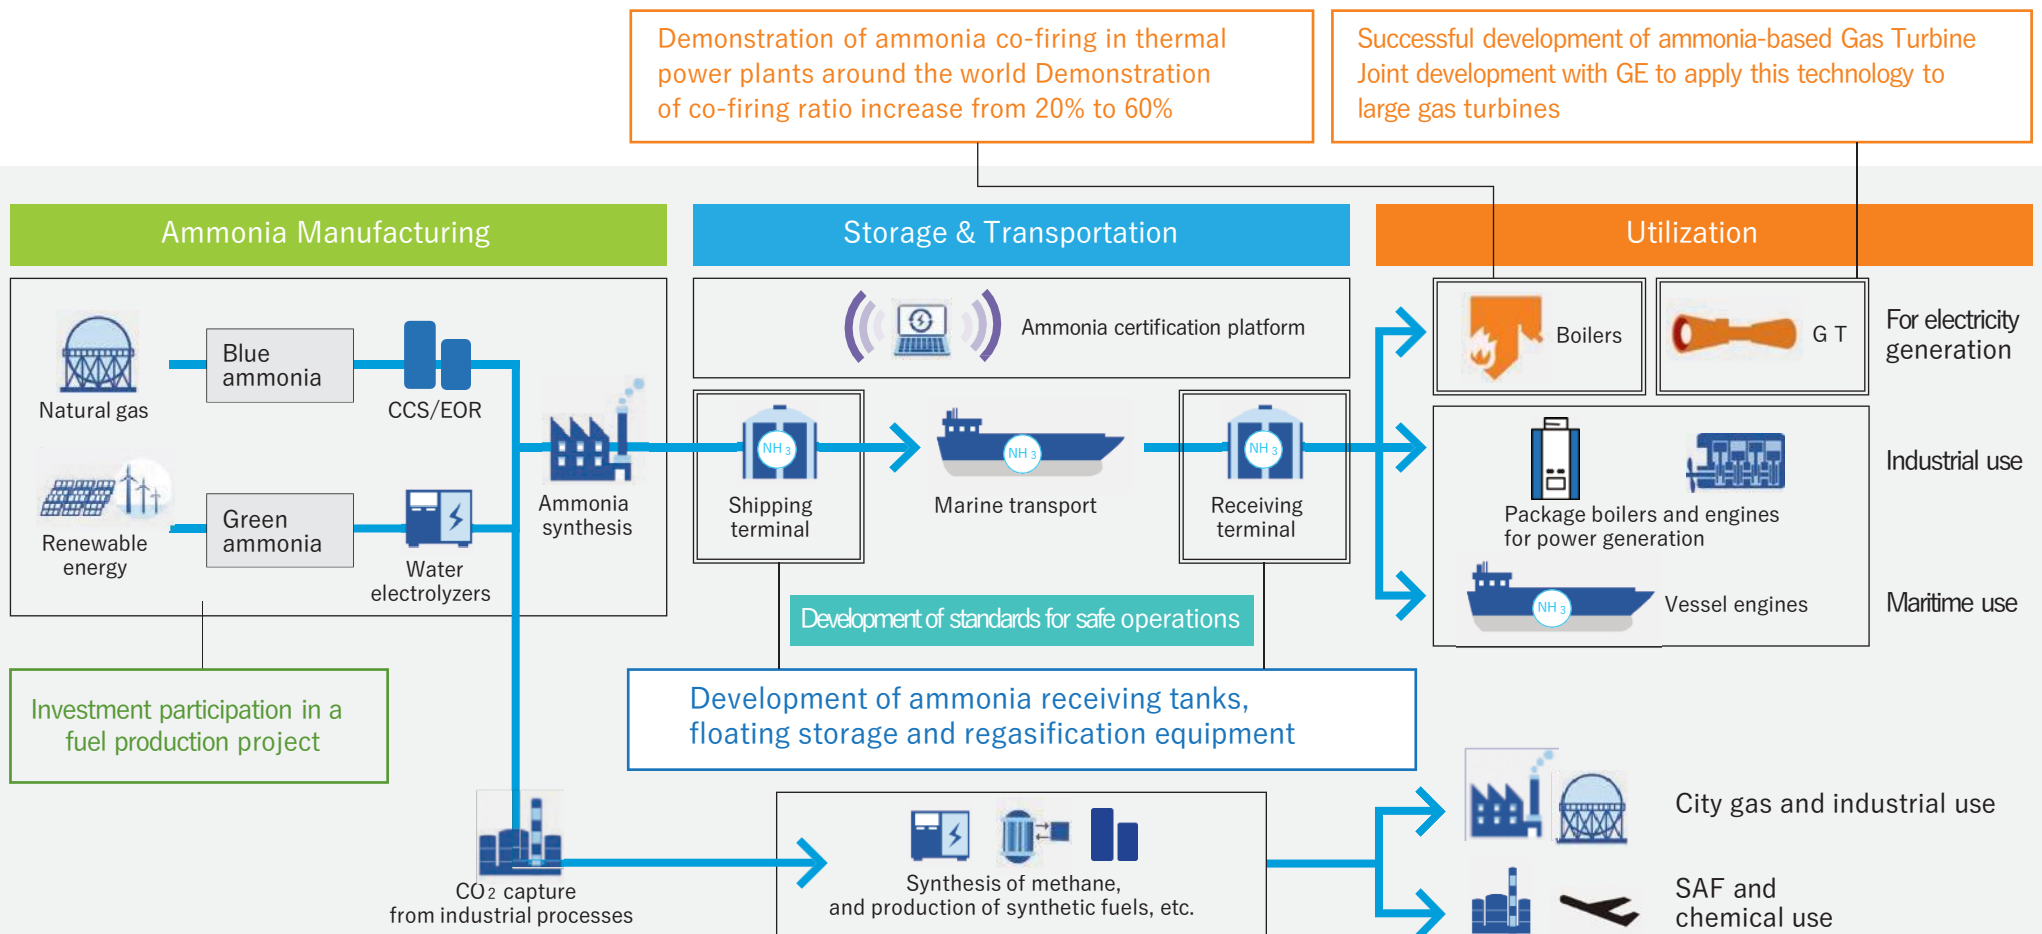 Demonstration of ammonia co-firing in thermal
power plants around the world Demonstration
of co-firing ratio increase from 20% to 60%
Successful development of ammonia-based Gas Turbine
Joint development with GE to apply this technology to
large gas turbines
Ammonia Manufacturing
Storage & Transportation
Utilization
Natural gas
Blue
ammonia
CCS/EOR
Renewable
energy
Green
ammonia
Water
electrolyzers
Ammonia
synthesis
Ammonia certification platform
NH3
Shipping
terminal
NH3
Marine transport
NH3
Receiving
terminal
Boilers
GT
For electricity
generation
Package boilers and engines
for power generation
Industrial use
NH3
Vessel engines
Maritime use
Development of standards for safe operations
Investment participation in a
fuel production project
Development of ammonia receiving tanks,
floating storage and regasification equipment
CO2 capture
from industrial processes
Synthesis of methane,
and production of synthetic fuels, etc.
City gas and industrial use
SAF and
chemical use